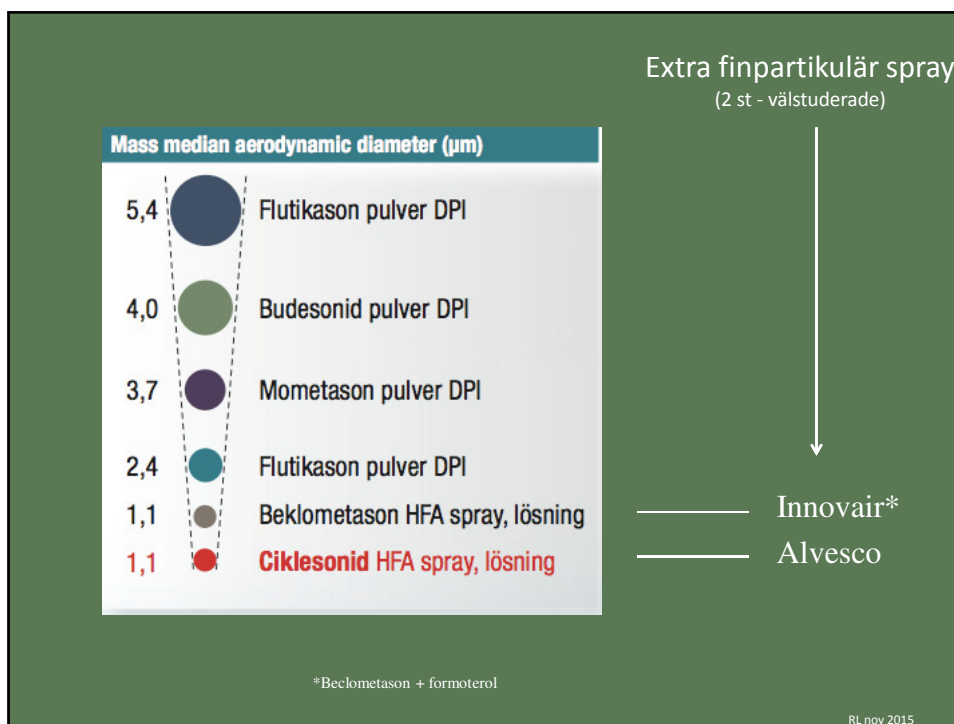 Extra finpartikulär spray
(2 st - välstuderade)
Mass median aerodynamic diameter (µm)
5,4 Flutikason pulver DPI
4,0 Budesonid pulver DPI
3,7 Mometason pulver DPI
2,4 Flutikason pulver DPI
1,1 Beklometason HFA spray, lösning Innovair*
1,1 Ciklesonid HFA spray, lösning Alvesco
*Beclometason + formoterol
RL nov 2015